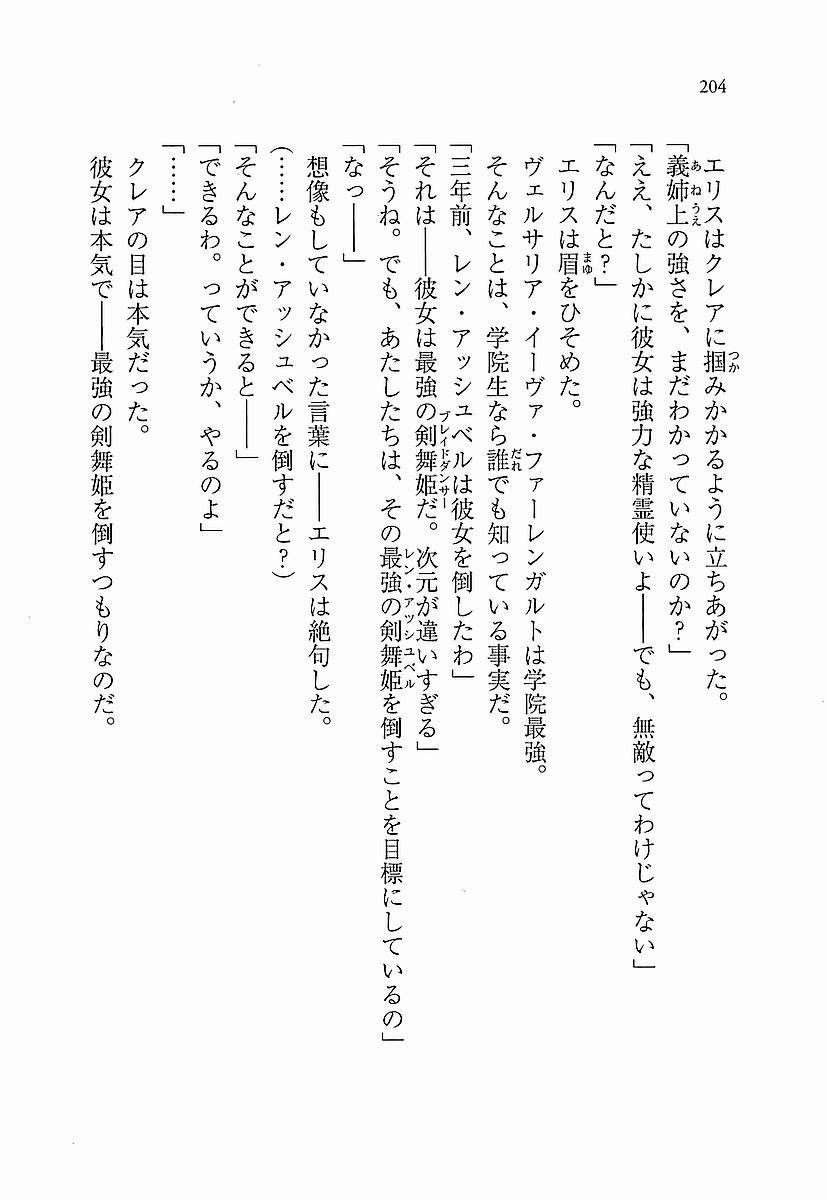 204
エリスはクレアに掴みかかるように立ちあがった。
「義姉上の強さを、まだわかっていないのか?」
「ええ、たしかに彼女は強力な精霊使いよ——でも、無敵ってわけじゃない」
「なんだと?」
エリスは眉をひそめた。
ヴェルサリア・イーヴァ・ファーレンガルトは学院最強。
そんなことは、学院生なら誰でも知っている事実だ。
「三年前、レン・アッシュベルは彼女を倒したわ」
「それは——彼女は最強の剣舞姫だ。次元が違いすぎる」
「そうね。でも、あたしたちは、その最強の剣舞姫を倒すことを目標にしているの」
「なっ——」
想像もしていなかった言葉に——エリスは絶句した。
(……レン・アッシュベルを倒すだと?)
「そんなことができると——」
「できるわ。っていうか、やるのよ」
「……」
クレアの目は本気だった。
彼女は本気で——最強の剣舞姫を倒すつもりなのだ。